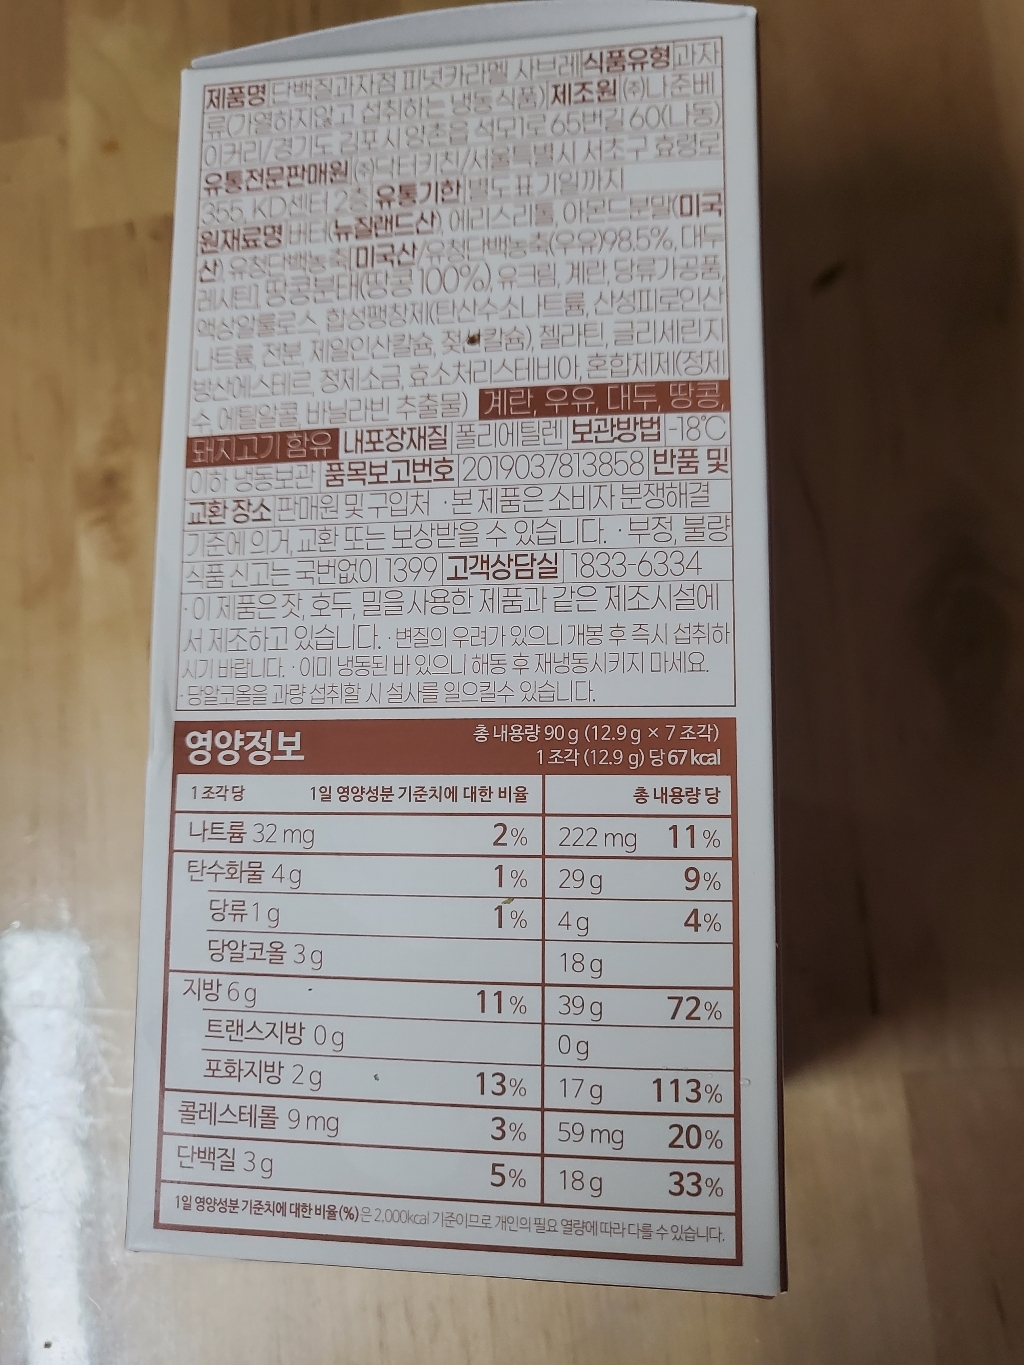 제품명 단백질과자점 피넛카라멜 사브레 식품유형 과자
류(가열하지않고 섭취하는 냉동식품) 제조원 (주)나준베
이커리/경기도 김포시 양촌읍 석모1로 65번길 60(나동)
유통전문판매원 (주)닥터키친/서울특별시 서초구 효령로
355, KD센터 2층 유통기한 별도 표기일까지
원재료명 버터(뉴질랜드산), 에리스리톨, 아몬드분말(미국
산), 유청단백농축[미국산/유청단백농축(우유)98.5%, 대두
레시틴], 땅콩분태(땅콩 100%), 유크림, 계란, 당류가공품,
액상알룰로스, 합성팽창제(탄산수소나트륨, 산성피로인산
나트륨, 전분, 제일인산칼슘, 젖산칼슘), 젤라틴, 글리세린지
방산에스테르, 정제소금, 효소처리스테비아, 혼합제제(정제
수, 에틸알콜, 바닐라빈 추출물) 계란, 우유, 대두, 땅콩,
돼지고기 함유 내포장재질 폴리에틸렌 보관방법 -18℃
이하 냉동보관 품목보고번호 2019037813858 반품 및
교환 장소 판매원 및 구입처 ·본 제품은 소비자 분쟁해결
기준에 의거, 교환 또는 보상받을 수 있습니다. ·부정, 불량
식품 신고는 국번없이 1399 고객상담실 1833-6334
·이 제품은 잣, 호두, 밀을 사용한 제품과 같은 제조시설에
서 제조하고 있습니다. ·변질의 우려가 있으니 개봉 후 즉시 섭취하
시기 바랍니다. ·이미 냉동된 바 있으니 해동 후 재냉동시키지 마세요.
·당알코올을 과량 섭취할 시 설사를 일으킬수 있습니다.
영양정보 총 내용량 90 g (12.9 g × 7 조각)
1 조각 (12.9 g) 당 67 kcal
1 조각 당 1일 영양성분 기준치에 대한 비율 총 내용량 당
나트륨 32 mg 2% 222 mg 11%
탄수화물 4 g 1% 29 g 9%
당류 1 g 1% 4 g 4%
당알코올 3 g 18 g
지방 6 g 11% 39 g 72%
트랜스지방 0 g 0 g
포화지방 2 g 13% 17 g 113%
콜레스테롤 9 mg 3% 59 mg 20%
단백질 3 g 5% 18 g 33%
1일 영양성분 기준치에 대한 비율(%)은 2,000kcal 기준이므로 개인의 필요 열량에 따라 다를 수 있습니다.